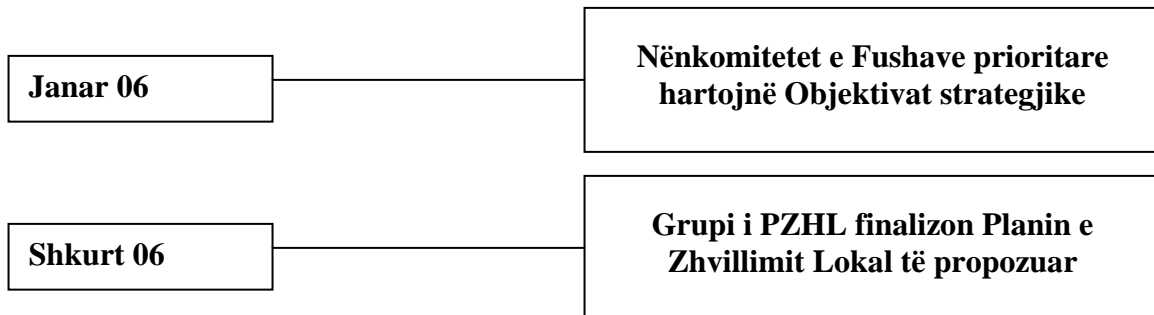 Janar 06
Nënkomitetet e Fushave prioritare
hartojnë Objektivat strategjike
Shkurt 06
Grupi i PZHL finalizon Planin e
Zhvillimit Lokal të propozuar